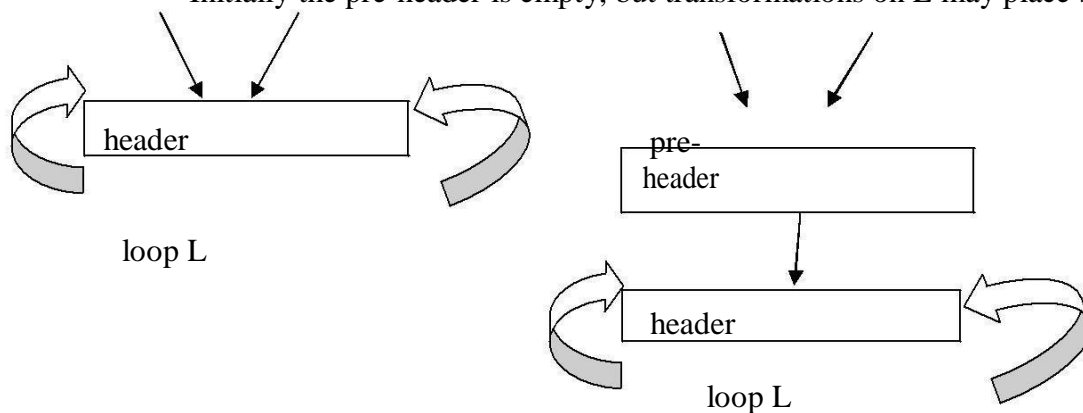 Initially the pre-header is empty, but transformations on L may place
header
loop L
pre-
header
header
loop L